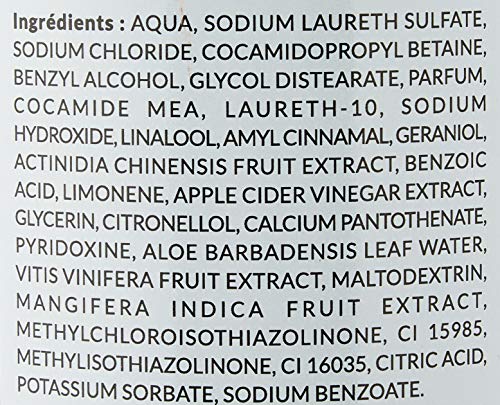 Ingrédients : AQUA, SODIUM LAURETH SULFATE,
SODIUM CHLORIDE, COCAMIDOPROPYL BETAINE,
BENZYL ALCOHOL, GLYCOL DISTEARATE, PARFUM,
COCAMIDE MEA, LAURETH-10, SODIUM
HYDROXIDE, LINALOOL, AMYL CINNAMAL, GERANIOL,
ACTINIDIA CHINENSIS FRUIT EXTRACT, BENZOIC
ACID, LIMONENE, APPLE CIDER VINEGAR EXTRACT,
GLYCERIN, CITRONELLOL, CALCIUM PANTOTHENATE,
PYRIDOXINE, ALOE BARBADENSIS LEAF WATER,
VITIS VINIFERA FRUIT EXTRACT, MALTODEXTRIN,
MANGIFERA INDICA FRUIT EXTRACT,
METHYLCHLOROISOTHIAZOLINONE, CI 15985,
METHYLISOTHIAZOLINONE, CI 16035, CITRIC ACID,
POTASSIUM SORBATE, SODIUM BENZOATE.